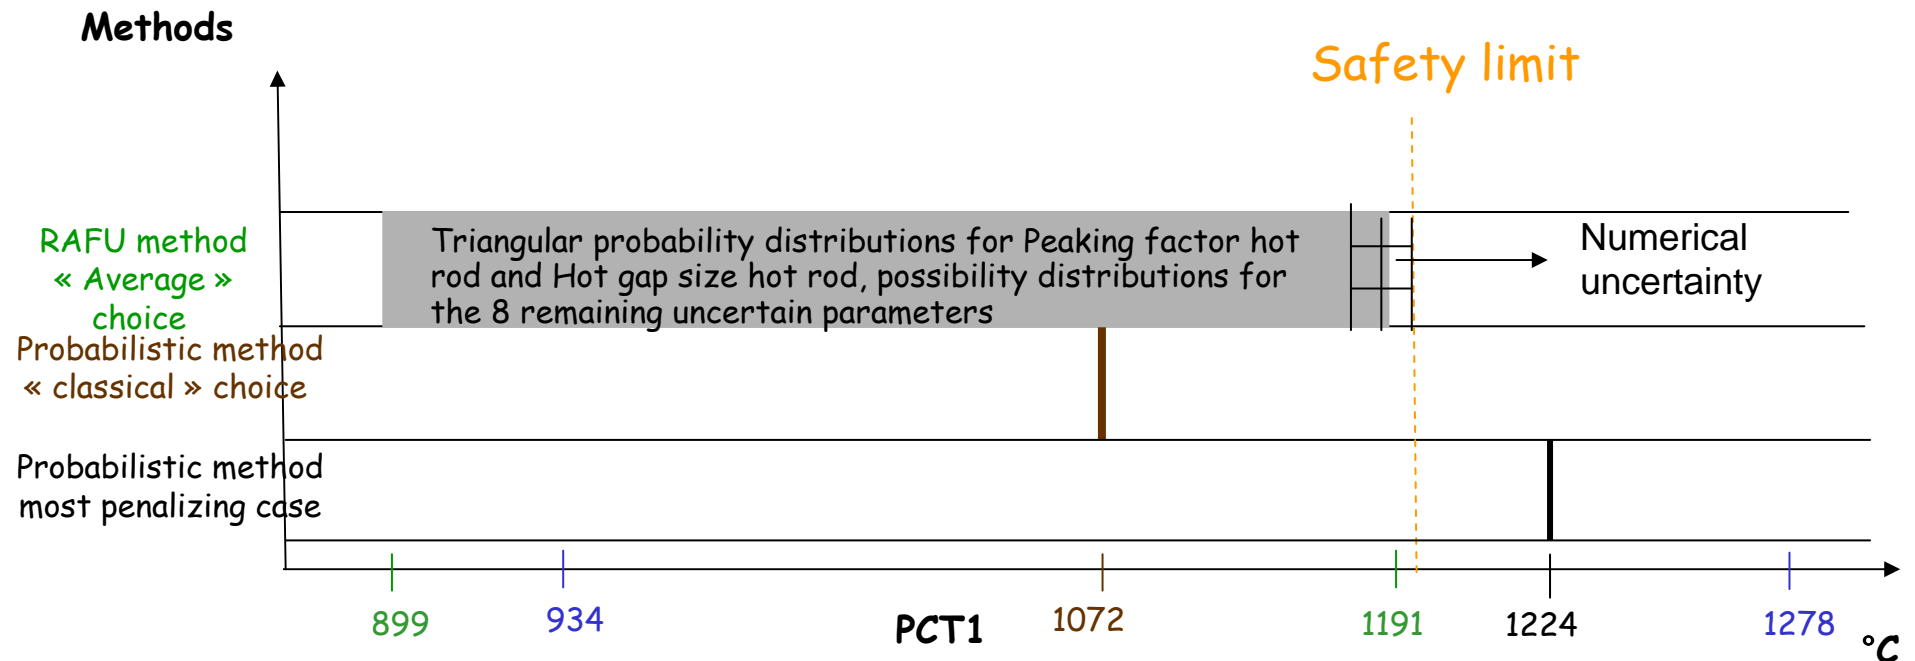 Methods
Safety limit
RAFU method
« Average »
choice
Triangular probability distributions for Peaking factor hot
rod and Hot gap size hot rod, possibility distributions for
the 8 remaining uncertain parameters
Numerical
uncertainty
Probabilistic method
« classical » choice
Probabilistic method
most penalizing case
899
934
PCT1
1072
1191
1224
1278
°C